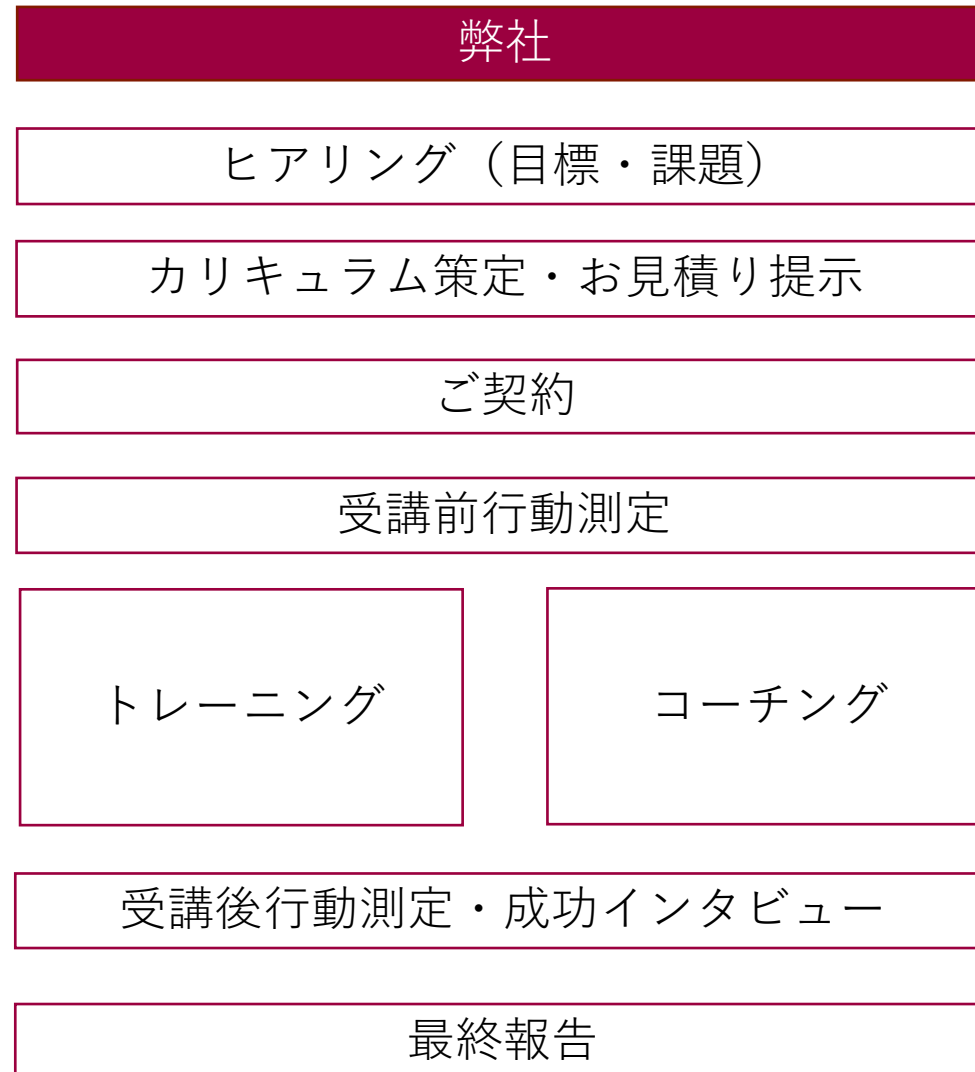 弊社
ヒアリング（目標・課題）
カリキュラム策定・お見積り提示
ご契約
受講前行動測定
トレーニング
コーチング
受講後行動測定・成功インタビュー
最終報告